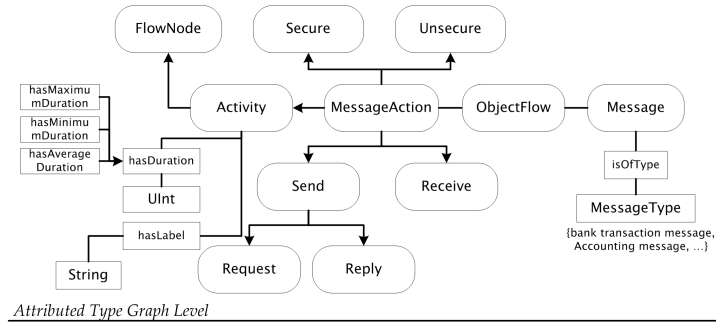 FlowNode
Secure
Unsecure
hasMaximu
mDuration
Activity
MessageAction
ObjectFlow
Message
hasMinimu
mDuration
hasAverage
Duration
hasDuration
isOfType
UInt
Send
Receive
MessageType
{bank transaction message,
Accounting message, ...}
hasLabel
String
Request
Reply
Attributed Type Graph Level